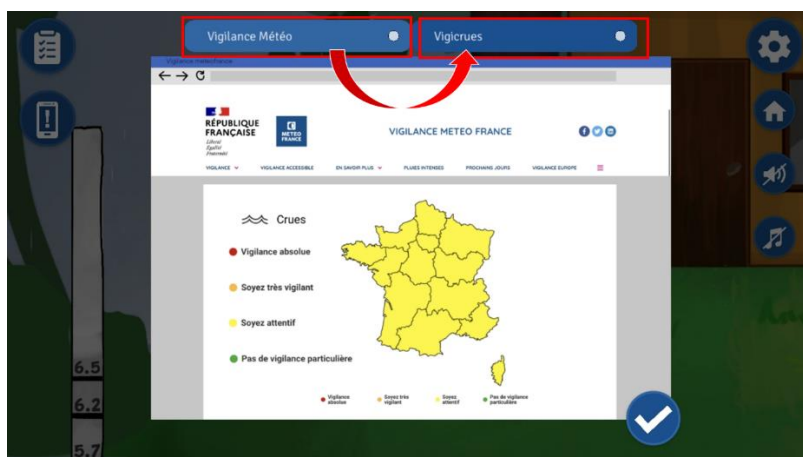 Vigilance Météo
Vigicrues
Vigilance meteofrance
RÉPUBLIQUE
FRANÇAISE
Liberté
Égalité
Fraternité
METEO
FRANCE
VIGILANCE METEO FRANCE
VIGILANCE
VIGILANCE ACCESSIBLE
EN SAVOIR PLUS
PLUIES INTENSES
PROCHAINS JOURS
VIGILANCE EUROPE
Crues
Vigilance absolue
Soyez très vigilant
Soyez attentif
Pas de vigilance particulière
Vigilance
absolue
Soyez très
vigilant
Soyez
attentif
Pas de vigilance
particulière
6.5
6.2
5.7